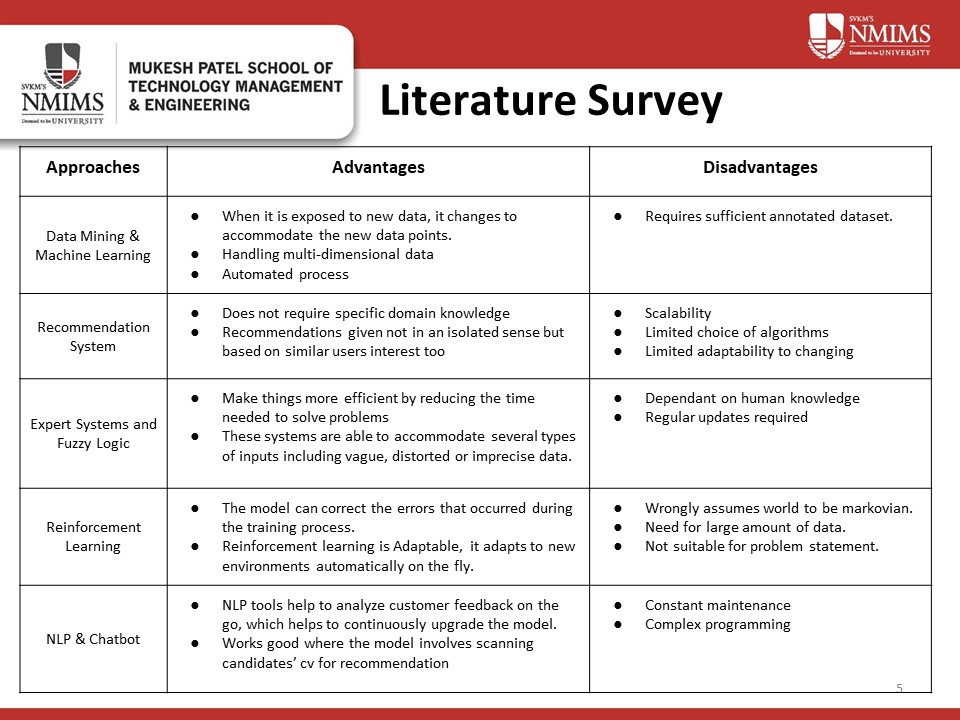 SVKM'S
NMIMS
Deemed to be UNIVERSITY
SVKM'S
NMIMS
Deemed to be UNIVERSITY
MUKESH PATEL SCHOOL OF
TECHNOLOGY MANAGEMENT
& ENGINEERING
Literature Survey
Approaches
Advantages
Disadvantages
Data Mining &
Machine Learning
● When it is exposed to new data, it changes to
accommodate the new data points.
● Handling multi-dimensional data
● Automated process
● Requires sufficient annotated dataset.
Recommendation
System
● Does not require specific domain knowledge
● Recommendations given not in an isolated sense but
based on similar users interest too
● Scalability
● Limited choice of algorithms
● Limited adaptability to changing
Expert Systems and
Fuzzy Logic
● Make things more efficient by reducing the time
needed to solve problems
● These systems are able to accommodate several types
of inputs including vague, distorted or imprecise data.
● Dependant on human knowledge
● Regular updates required
Reinforcement
Learning
● The model can correct the errors that occurred during
the training process.
● Reinforcement learning is Adaptable, it adapts to new
environments automatically on the fly.
● Wrongly assumes world to be markovian.
● Need for large amount of data.
● Not suitable for problem statement.
NLP & Chatbot
● NLP tools help to analyze customer feedback on the
go, which helps to continuously upgrade the model.
● Works good where the model involves scanning
candidates’ cv for recommendation
● Constant maintenance
● Complex programming
5